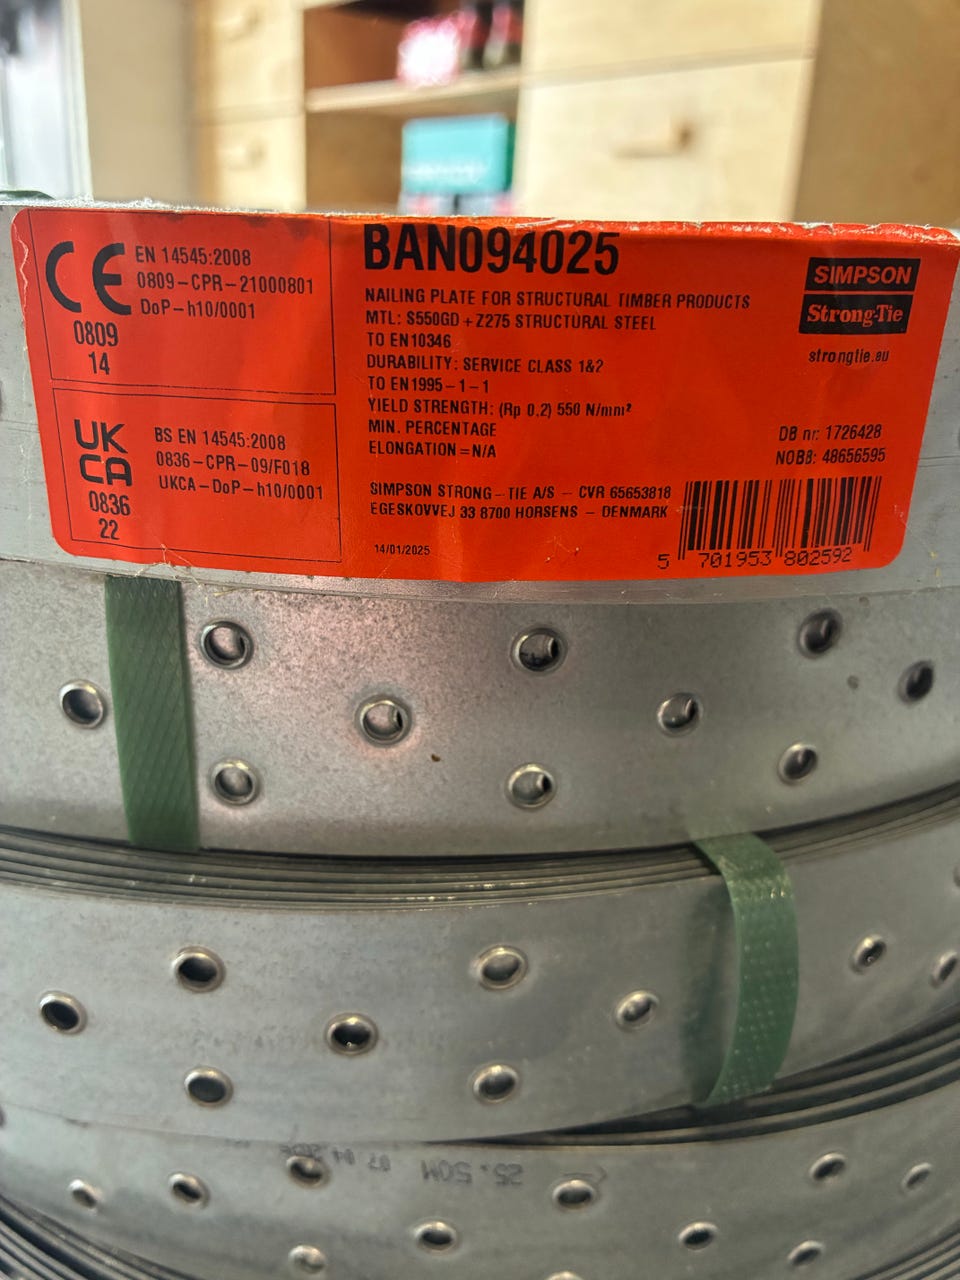 CE
EN 14545:2008
0809-CPR-21000801
DoP-h10/0001
0809
14
UK
CA
BS EN 14545:2008
0836-CPR-09/F018
UKCA-DoP-h10/0001
0836
22
BAN094025
NAILING PLATE FOR STRUCTURAL TIMBER PRODUCTS
MTL: S550GD+Z275 STRUCTURAL STEEL
TO EN10346
DURABILITY: SERVICE CLASS 1&2
TO EN1995-1-1
YIELD STRENGTH: (Rp 0,2) 550 N/mm²
MIN. PERCENTAGE
ELONGATION=N/A
SIMPSON STRONG-TIE A/S - CVR 65653818
EGESKOVVEJ 33 8700 HORSENS - DENMARK
14/01/2025
SIMPSON
Strong-Tie
strongtie.eu
DB nr: 1726428
NOBB: 48656595
5 701953 802592
25.50M